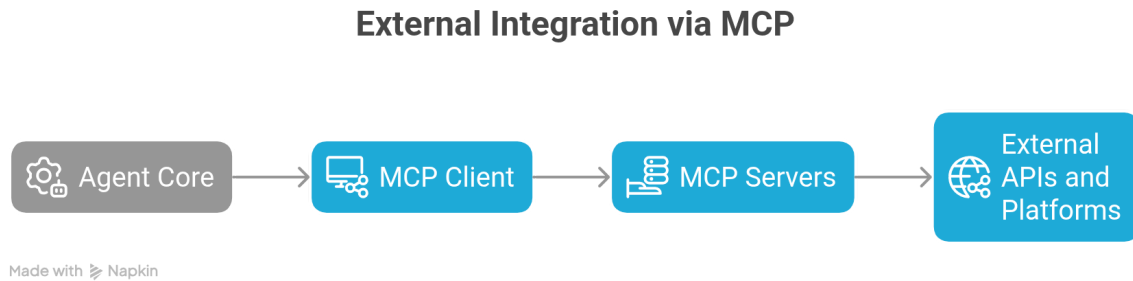 External Integration via MCP
Agent Core
MCP Client
MCP Servers
External
APIs and
Platforms
Made with Napkin